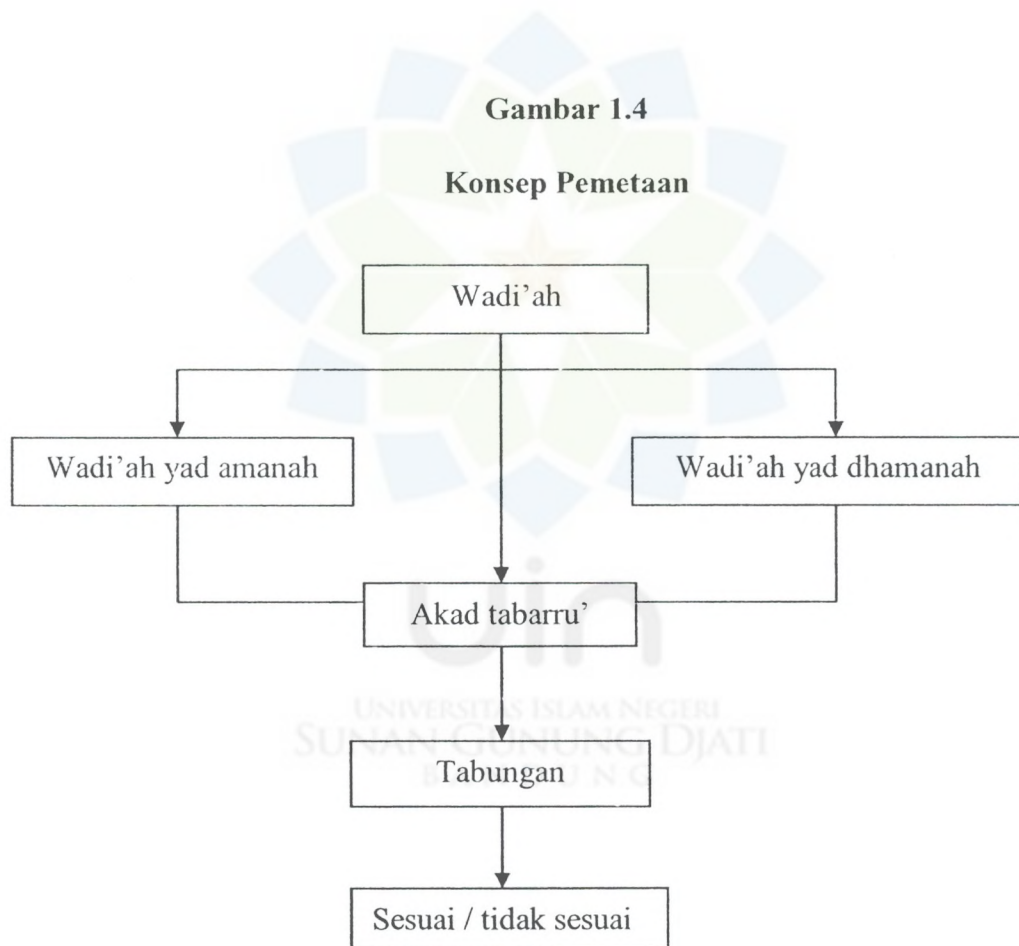 Gambar 1.4
Konsep Pemetaan
Wadi'ah
Wadi'ah yad amanah
Wadi'ah yad dhamanah
Akad tabarru'
uin
UNIVERSITAS ISLAM NEGERI
SUNAN GUNUNG DJATI
Tabungan
Sesuai / tidak sesuai